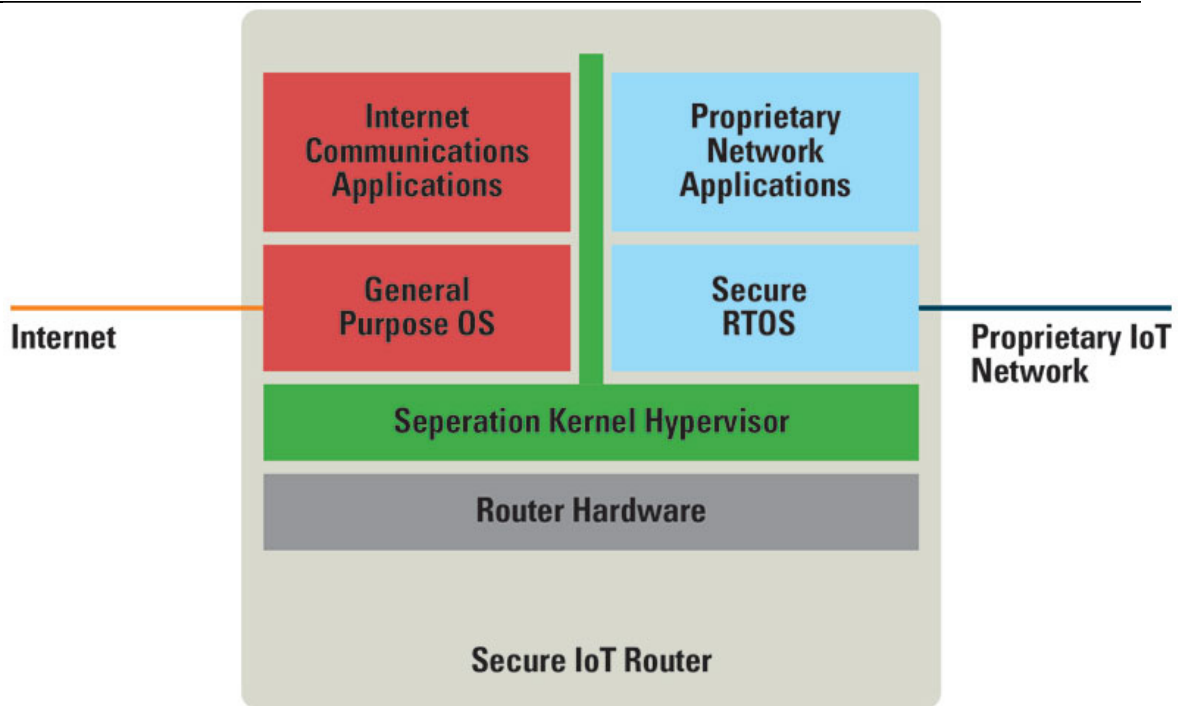 Internet
Communications
Applications
Proprietary
Network
Applications
General
Purpose OS
Secure
RTOS
Internet
Proprietary IoT
Network
Seperation Kernel Hypervisor
Router Hardware
Secure IoT Router